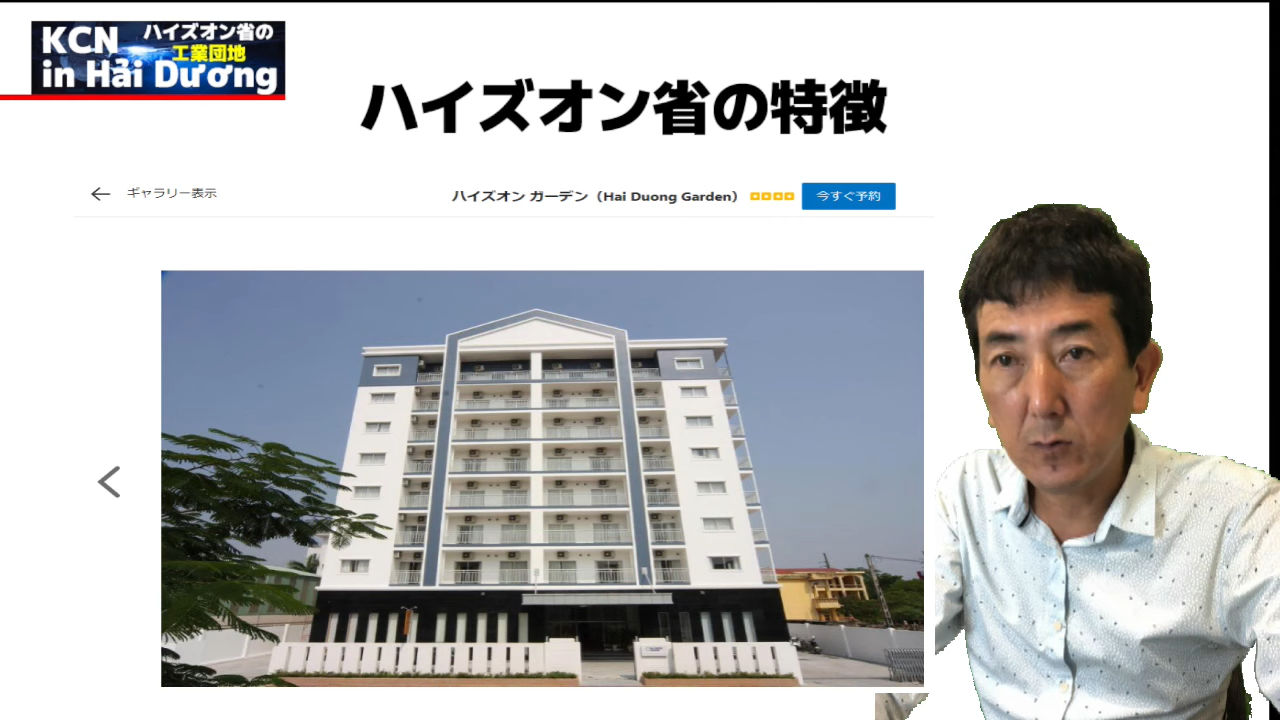 KCN
ハイズオン省の
工業団地
in Hải Dương
ハイズオン省の特徴
ギャラリー表示
ハイズオン ガーデン（Hai Duong Garden）
今すぐ予約